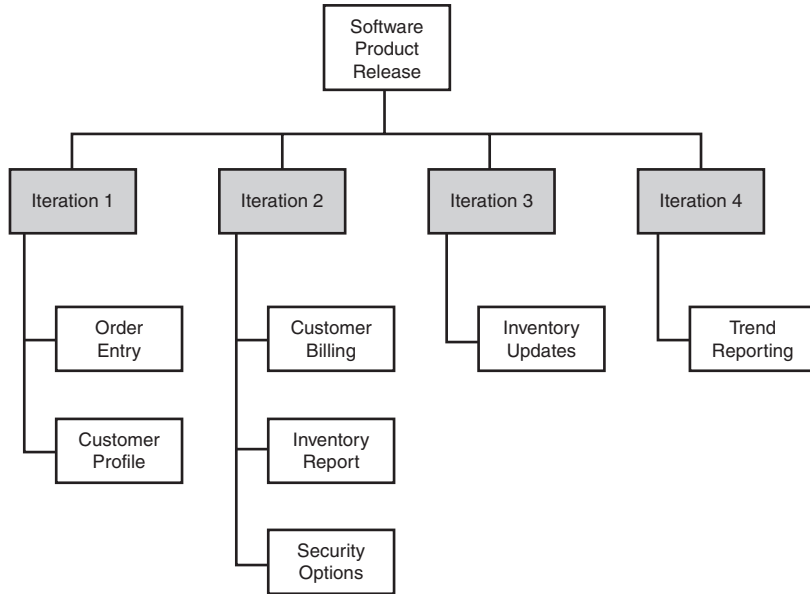 Software
Product
Release
Iteration 1
Iteration 2
Iteration 3
Iteration 4
Order
Entry
Customer
Billing
Inventory
Updates
Trend
Reporting
Customer
Profile
Inventory
Report
Security
Options